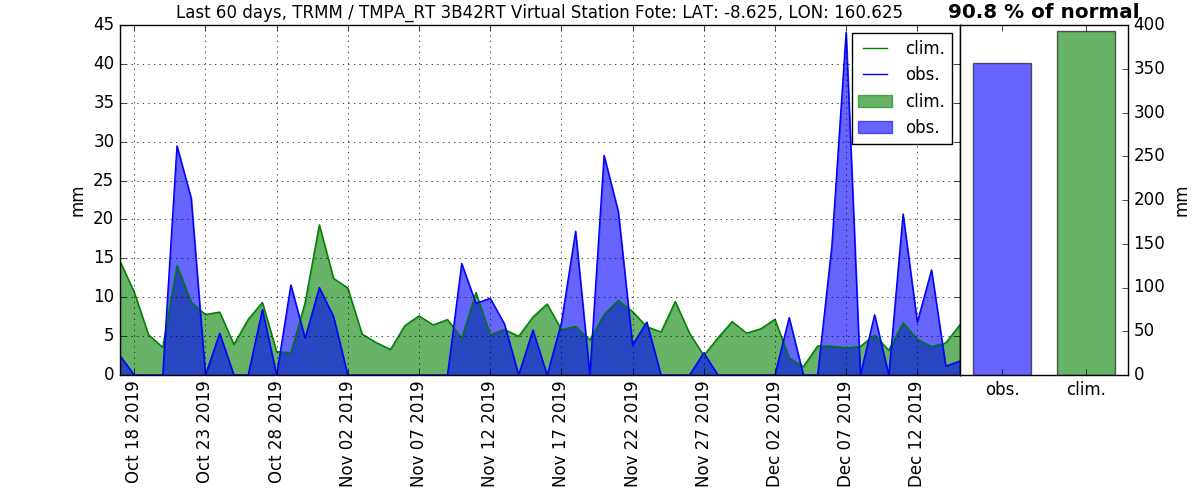 Last 60 days, TRMM / TMPA_RT 3B42RT Virtual Station Fote: LAT: -8.625, LON: 160.625
90.8 % of normal
45
40
35
30
25
20
15
10
5
0
mm
clim.
obs.
clim.
obs.
400
350
300
250
200
150
100
50
0
mm
obs.
clim.
Oct 18 2019
Oct 23 2019
Oct 28 2019
Nov 02 2019
Nov 07 2019
Nov 12 2019
Nov 17 2019
Nov 22 2019
Nov 27 2019
Dec 02 2019
Dec 07 2019
Dec 12 2019